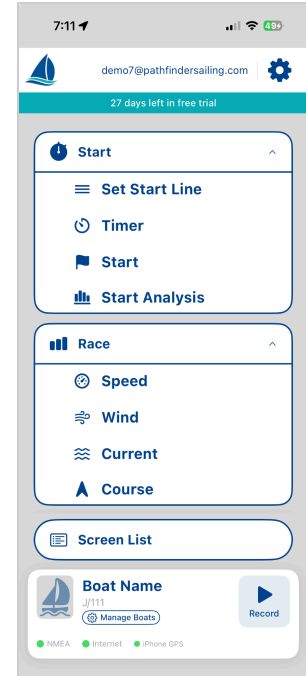 7:11
49
demo7@pathfindersailing.com
27 days left in free trial
Start
Set Start Line
Timer
Start
Start Analysis
Race
Speed
Wind
Current
Course
Screen List
Boat Name
J/111
Manage Boats
Record
NMEA
Internet
iPhone GPS